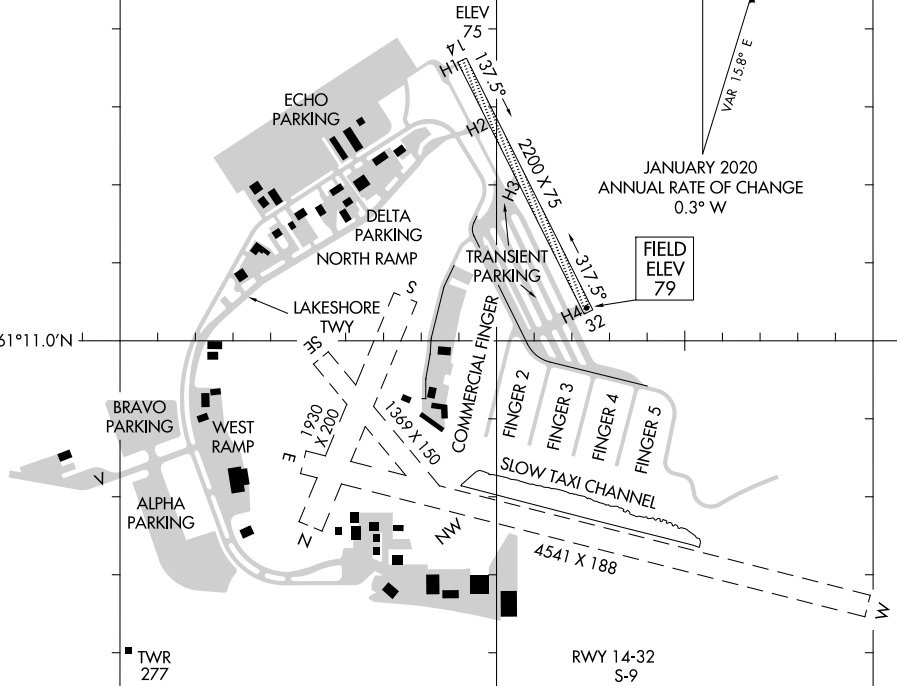 ELEV
75
14
H1
137.5°
VAR 15.8° E
ECHO
PARKING
H2
2200 X 75
JANUARY 2020
ANNUAL RATE OF CHANGE
0.3° W
H3
DELTA
PARKING
NORTH RAMP
TRANSIENT
PARKING
317.5°
FIELD
ELEV
79
LAKESHORE
TWY
S
H4
32
61°11.0'N
SE
COMMERCIAL FINGER
FINGER 2
FINGER 3
FINGER 4
FINGER 5
BRAVO
PARKING
WEST
RAMP
1930
X 200
1369 X 150
E
V
SLOW TAXI CHANNEL
ALPHA
PARKING
N
NW
4541 X 188
W
TWR
277
RWY 14-32
S-9